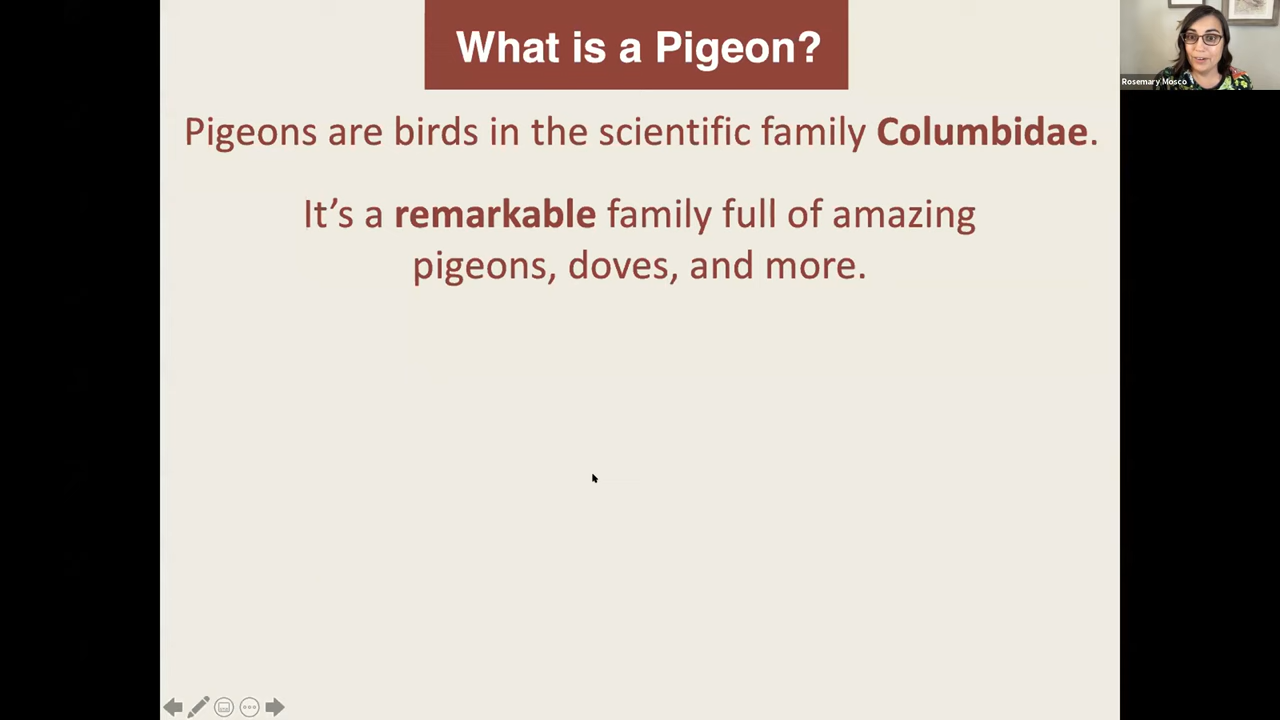 What is a Pigeon?
Rosemary Mosco
Pigeons are birds in the scientific family Columbidae.
It's a remarkable family full of amazing
pigeons, doves, and more.